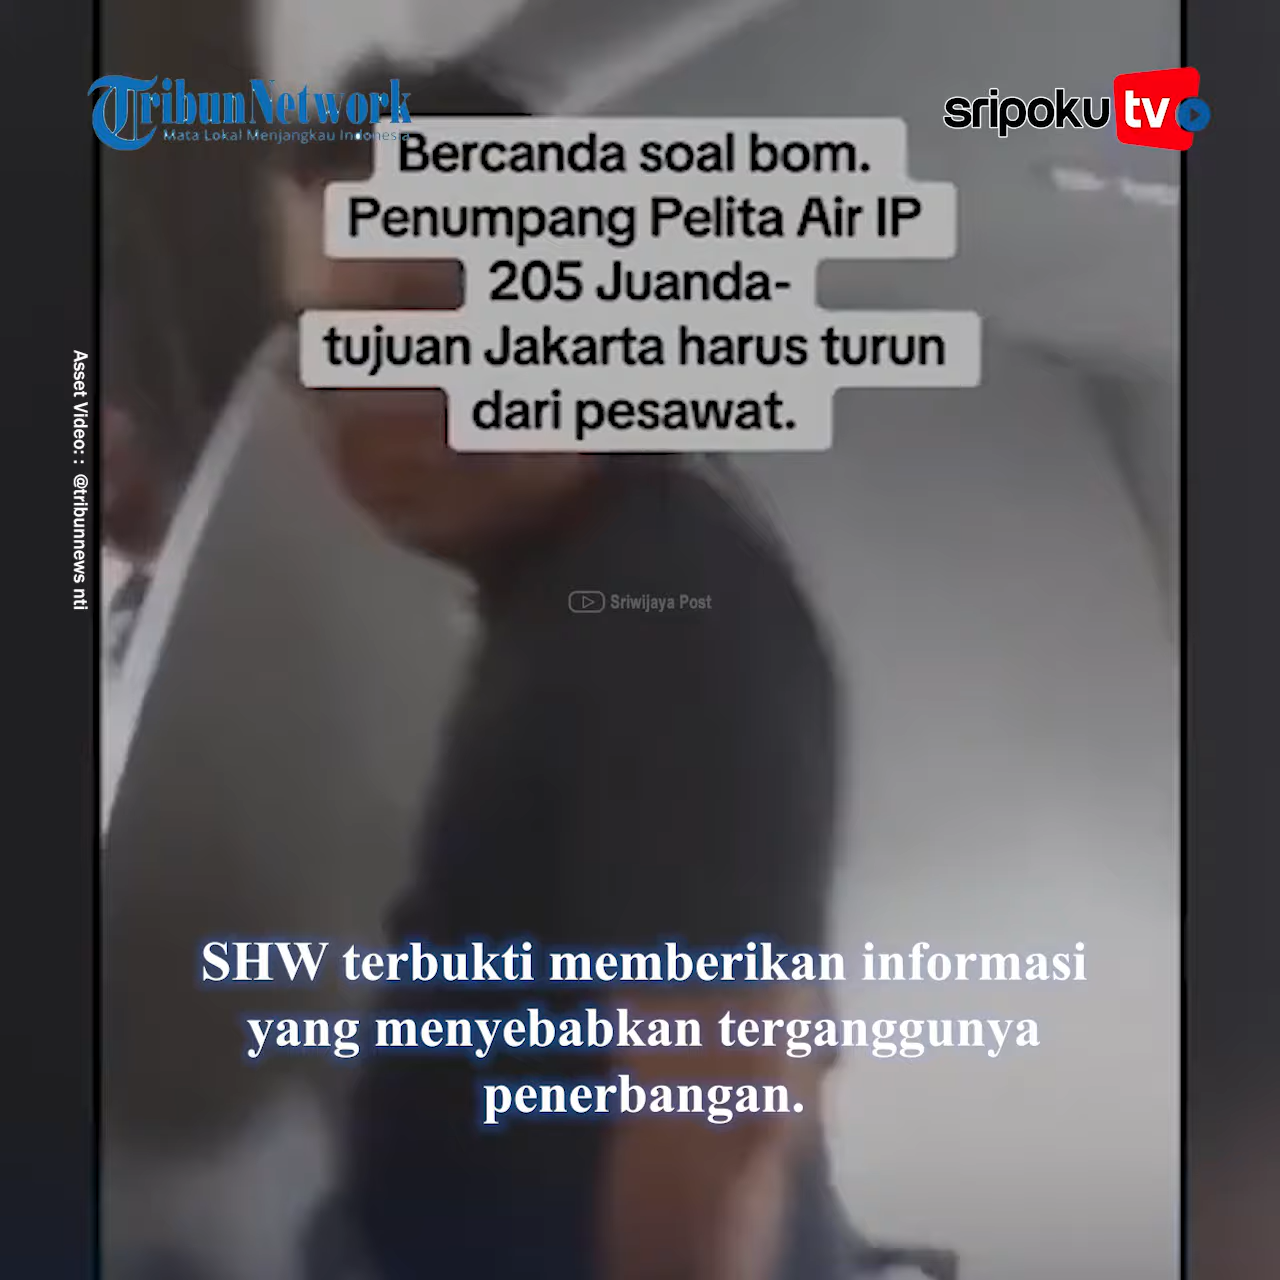 TribunNetwork
Mata Lokal Menjangkau Indonesia
sripoku tv
Bercanda soal bom.
Penumpang Pelita Air IP
205 Juanda-
tujuan Jakarta harus turun
dari pesawat.
Asset Video: : @tribunnews nti
Sriwijaya Post
SHW terbukti memberikan informasi
yang menyebabkan terganggunya
penerbangan.